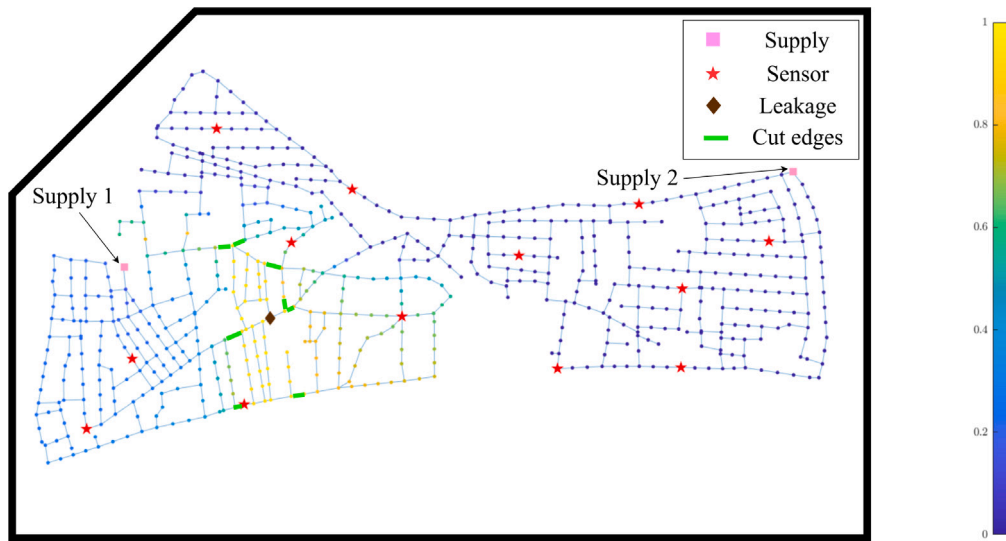 Supply
Sensor
Leakage
Cut edges
Supply 1
Supply 2
1
0.8
0.6
0.4
0.2
0